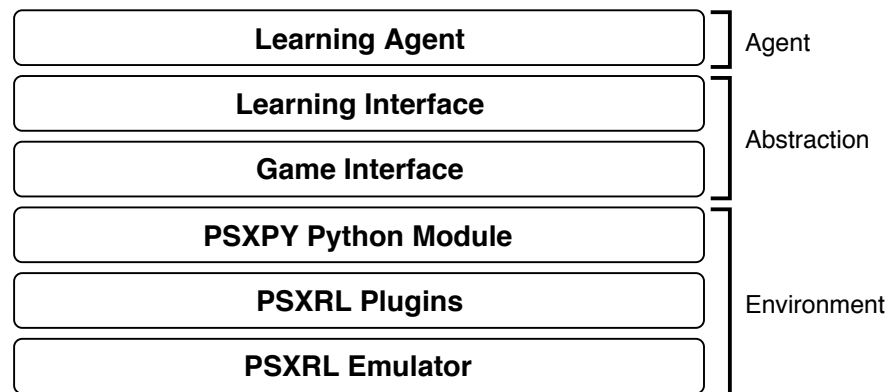 Learning Agent
Agent
Learning Interface
Abstraction
Game Interface
PSXPY Python Module
PSXRL Plugins
Environment
PSXRL Emulator